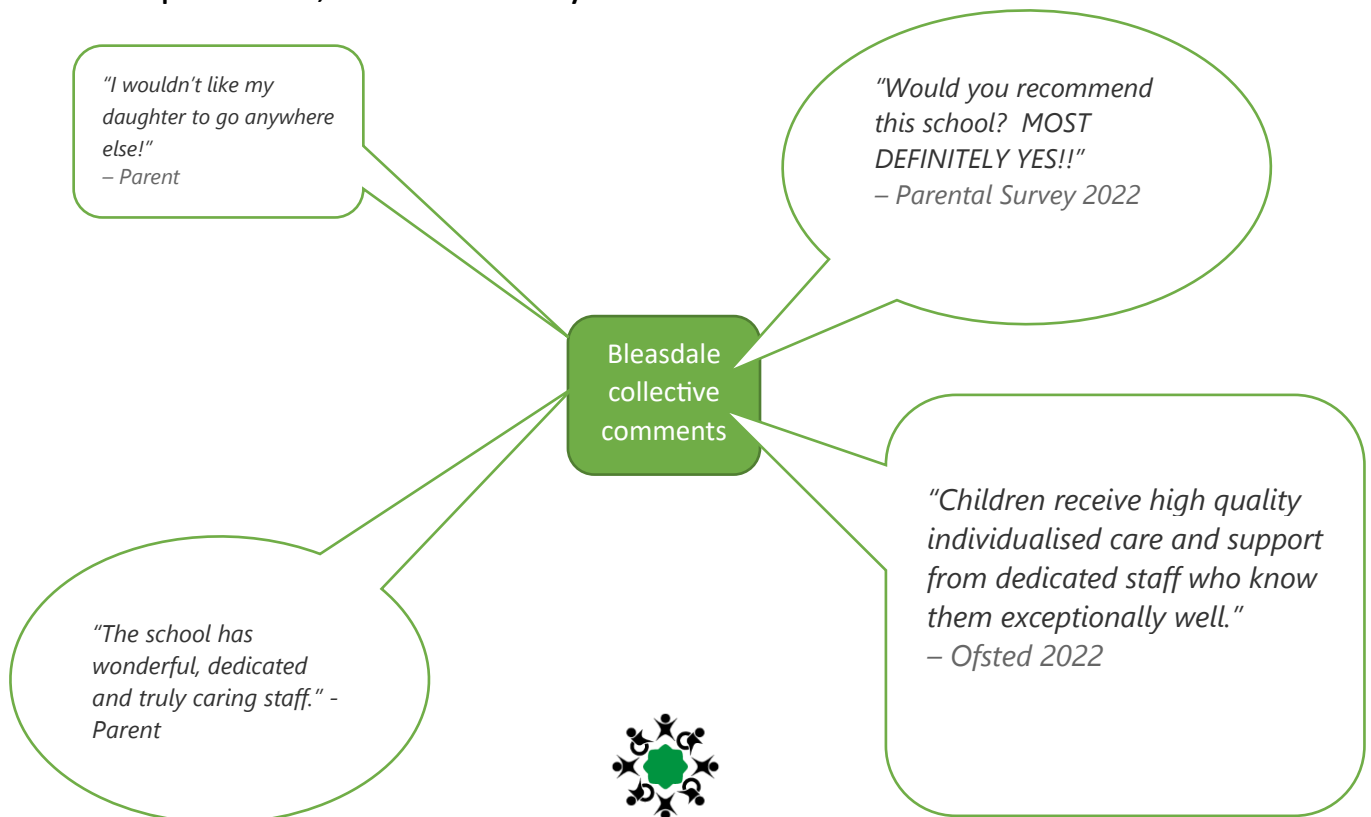 “I wouldn’t like my
daughter to go anywhere
else!”
– Parent
“Would you recommend
this school?  MOST
DEFINITELY YES!!”
– Parental Survey 2022
Bleasdale
collective
comments
“Children receive high quality
individualised care and support
from dedicated staff who know
them exceptionally well.”
– Ofsted 2022
“The school has
wonderful, dedicated
and truly caring staff.” -
Parent